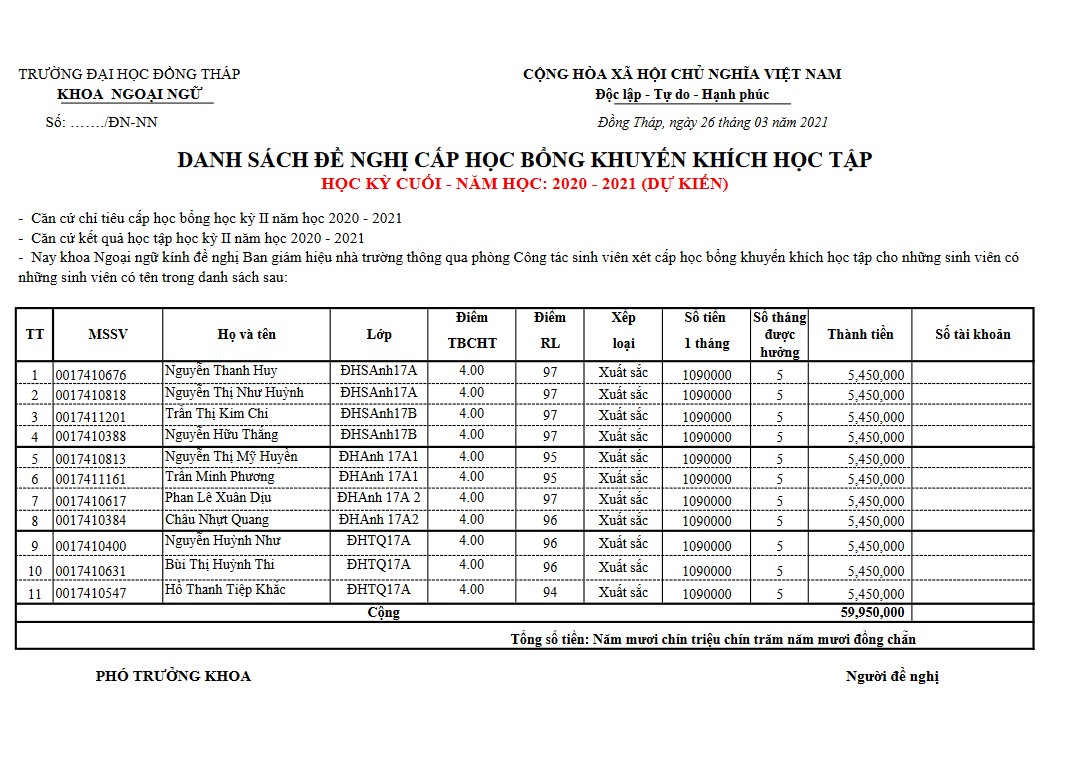 TRƯỜNG ĐẠI HỌC ĐỒNG THÁP
CỘNG HÒA XÃ HỘI CHỦ NGHĨA VIỆT NAM
KHOA NGOẠI NGỮ
Độc lập - Tự do - Hạnh phúc
Số: ……./ĐN-NN
Đồng Tháp, ngày 26 tháng 03 năm 2021
DANH SÁCH ĐỀ NGHỊ CẤP HỌC BỔNG KHUYẾN KHÍCH HỌC TẬP
HỌC KỲ CUỐI - NĂM HỌC: 2020 - 2021 (DỰ KIẾN)
- Căn cứ chỉ tiêu cấp học bổng học kỳ II năm học 2020 - 2021
- Căn cứ kết quả học tập học kỳ II năm học 2020 - 2021
- Nay khoa Ngoại ngữ kính đề nghị Ban giám hiệu nhà trường thông qua phòng Công tác sinh viên xét cấp học bổng khuyến khích học tập cho những sinh viên có
những sinh viên có tên trong danh sách sau:
TT MSSV Họ và tên Lớp Điểm TBCHT Điểm RL Xếp loại Số tiền 1 tháng Số tháng được hưởng Thành tiền Số tài khoản
1 0017410676 Nguyễn Thanh Huy ĐHSAnh17A 4.00 97 Xuất sắc 1090000 5 5,450,000
2 0017410818 Nguyễn Thị Như Huỳnh ĐHSAnh17A 4.00 97 Xuất sắc 1090000 5 5,450,000
3 0017411201 Trần Thị Kim Chi ĐHSAnh17B 4.00 97 Xuất sắc 1090000 5 5,450,000
4 0017410388 Nguyễn Hữu Thắng ĐHSAnh17B 4.00 97 Xuất sắc 1090000 5 5,450,000
5 0017410813 Nguyễn Thị Mỹ Huyền ĐHAnh 17A1 4.00 95 Xuất sắc 1090000 5 5,450,000
6 0017411161 Trần Minh Phương ĐHAnh 17A1 4.00 95 Xuất sắc 1090000 5 5,450,000
7 0017410617 Phan Lê Xuân Dịu ĐHAnh 17A 2 4.00 97 Xuất sắc 1090000 5 5,450,000
8 0017410384 Châu Nhựt Quang ĐHAnh 17A2 4.00 96 Xuất sắc 1090000 5 5,450,000
9 0017410400 Nguyễn Huỳnh Như ĐHTQ17A 4.00 96 Xuất sắc 1090000 5 5,450,000
10 0017410631 Bùi Thị Huỳnh Thi ĐHTQ17A 4.00 96 Xuất sắc 1090000 5 5,450,000
11 0017410547 Hồ Thanh Tiệp Khắc ĐHTQ17A 4.00 94 Xuất sắc 1090000 5 5,450,000
Cộng 59,950,000
Tổng số tiền: Năm mươi chín triệu chín trăm năm mươi đồng chẵn
PHÓ TRƯỞNG KHOA
Người đề nghị